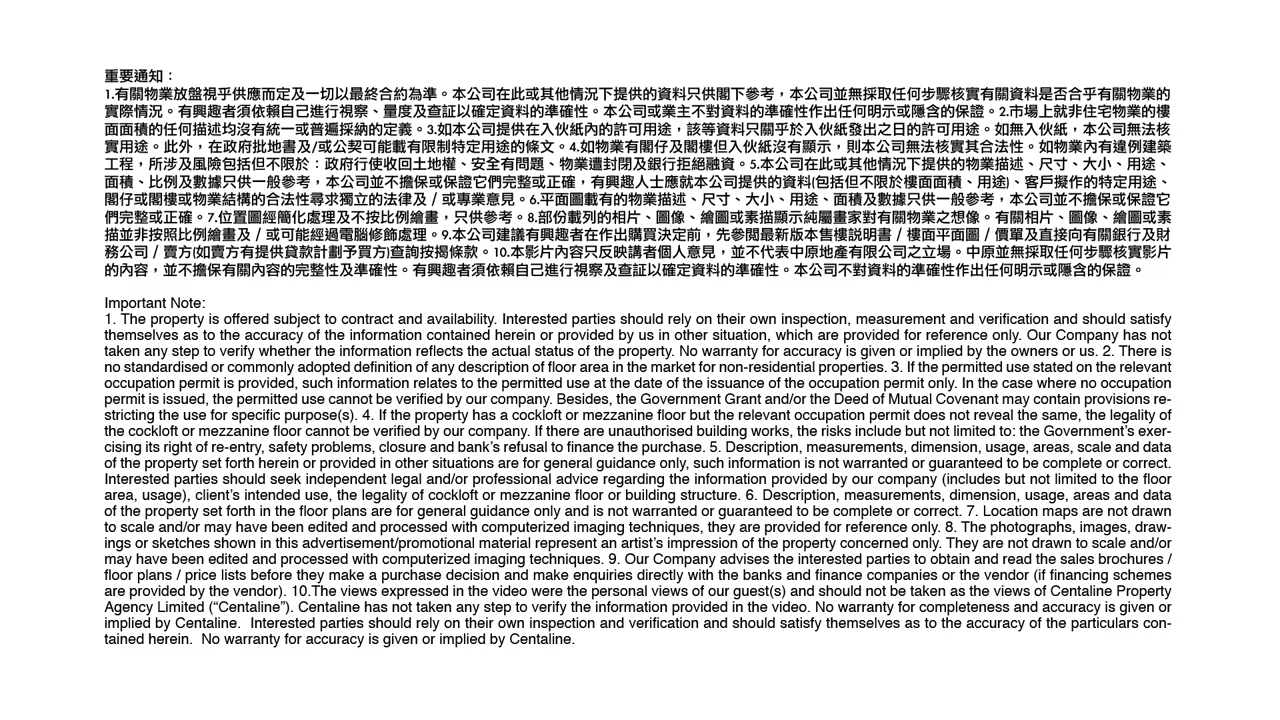 重要通知：
1.有關物業放盤視乎供應而定及一切以最終合約為準。本公司在此或其他情況下提供的資料只供閣下參考，本公司並無採取任何步驟核實有關資料是否合乎有關物業的
實際情況。有興趣者須依賴自己進行視察、量度及查証以確定資料的準確性。本公司或業主不對資料的準確性作出任何明示或隱含的保證。2.市場上就非住宅物業的樓
面面積的任何描述均沒有統一或普遍採納的定義。3.如本公司提供在入伙紙內的許可用途，該等資料只關乎於入伙紙發出之日的許可用途。如無入伙紙，本公司無法核
實用途。此外，在政府批地書及/或公契可能載有限制特定用途的條文。4.如物業有閣仔及閣樓但入伙紙沒有顯示，則本公司無法核實其合法性。如物業內有違例建築
工程，所涉及風險包括但不限於：政府行使收回土地權、安全有問題、物業遭封閉及銀行拒絕融資。5.本公司在此或其他情況下提供的物業描述、尺寸、大小、用途、
面積、比例及數據只供一般參考，本公司並不擔保或保證它們完整或正確，有興趣人士應就本公司提供的資料(包括但不限於樓面面積、用途)、客戶擬作的特定用途、
閣仔或閣樓或物業結構的合法性尋求獨立的法律及 / 或專業意見。6.平面圖載有的物業描述、尺寸、大小、用途、面積及數據只供一般參考，本公司並不擔保或保證它
們完整或正確。7.位置圖經簡化處理及不按比例繪畫，只供參考。8.部份載列的相片、圖像、繪圖或素描顯示純屬畫家對有關物業之想像。有關相片、圖像、繪圖或素
描並非按照比例繪畫及 / 或可能經過電腦修飾處理。9.本公司建議有興趣者在作出購買決定前，先參閱最新版本售樓説明書 / 樓面平面圖 / 價單及直接向有關銀行及財
務公司 / 賣方(如賣方有提供貸款計劃予買方)查詢按揭條款。10.本影片內容只反映講者個人意見，並不代表中原地產有限公司之立場。中原並無採取任何步驟核實影片
的內容，並不擔保有關內容的完整性及準確性。有興趣者須依賴自己進行視察及查証以確定資料的準確性。本公司不對資料的準確性作出任何明示或隱含的保證。
Important Note:
1. The property is offered subject to contract and availability. Interested parties should rely on their own inspection, measurement and verification and should satisfy
themselves as to the accuracy of the information contained herein or provided by us in other situation, which are provided for reference only. Our Company has not
taken any step to verify whether the information reflects the actual status of the property. No warranty for accuracy is given or implied by the owners or us. 2. There is
no standardised or commonly adopted definition of any description of floor area in the market for non-residential properties. 3. If the permitted use stated on the relevant
occupation permit is provided, such information relates to the permitted use at the date of the issuance of the occupation permit only. In the case where no occupation
permit is issued, the permitted use cannot be verified by our company. Besides, the Government Grant and/or the Deed of Mutual Covenant may contain provisions re-
stricting the use for specific purpose(s). 4. If the property has a cockloft or mezzanine floor but the relevant occupation permit does not reveal the same, the legality of
the cockloft or mezzanine floor cannot be verified by our company. If there are unauthorised building works, the risks include but not limited to: the Government’s exer-
cising its right of re-entry, safety problems, closure and bank’s refusal to finance the purchase. 5. Description, measurements, dimension, usage, areas, scale and data
of the property set forth herein or provided in other situations are for general guidance only, such information is not warranted or guaranteed to be complete or correct.
Interested parties should seek independent legal and/or professional advice regarding the information provided by our company (includes but not limited to the floor
area, usage), client’s intended use, the legality of cockloft or mezzanine floor or building structure. 6. Description, measurements, dimension, usage, areas and data
of the property set forth in the floor plans are for general guidance only and is not warranted or guaranteed to be complete or correct. 7. Location maps are not drawn
to scale and/or may have been edited and processed with computerized imaging techniques, they are provided for reference only. 8. The photographs, images, draw-
ings or sketches shown in this advertisement/promotional material represent an artist’s impression of the property concerned only. They are not drawn to scale and/or
may have been edited and processed with computerized imaging techniques. 9. Our Company advises the interested parties to obtain and read the sales brochures /
floor plans / price lists before they make a purchase decision and make enquiries directly with the banks and finance companies or the vendor (if financing schemes
are provided by the vendor). 10.The views expressed in the video were the personal views of our guest(s) and should not be taken as the views of Centaline Property
Agency Limited (“Centaline”). Centaline has not taken any step to verify the information provided in the video. No warranty for completeness and accuracy is given or
implied by Centaline.  Interested parties should rely on their own inspection and verification and should satisfy themselves as to the accuracy of the particulars con-
tained herein.  No warranty for accuracy is given or implied by Centaline.